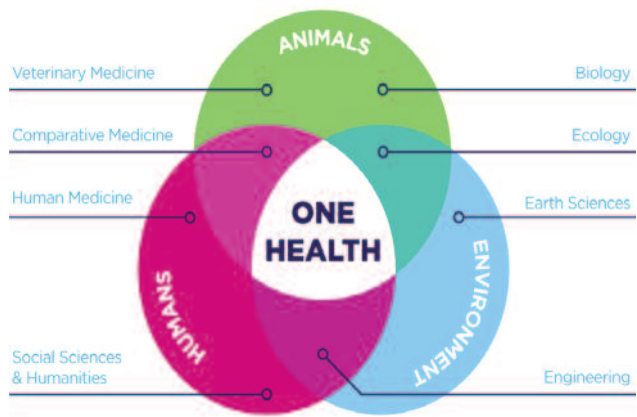 ANIMALS
Veterinary Medicine
Biology
Comparative Medicine
Ecology
Human Medicine
Earth Sciences
ONE
HEALTH
HUMANS
ENVIRONMENT
Social Sciences
& Humanities
Engineering